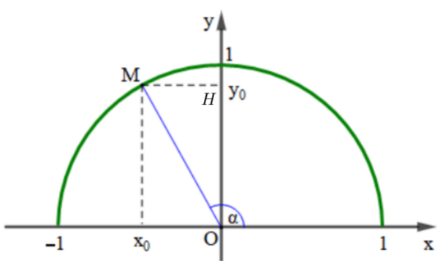 y
1
M
H y₀
α
–1 x₀ O 1 x